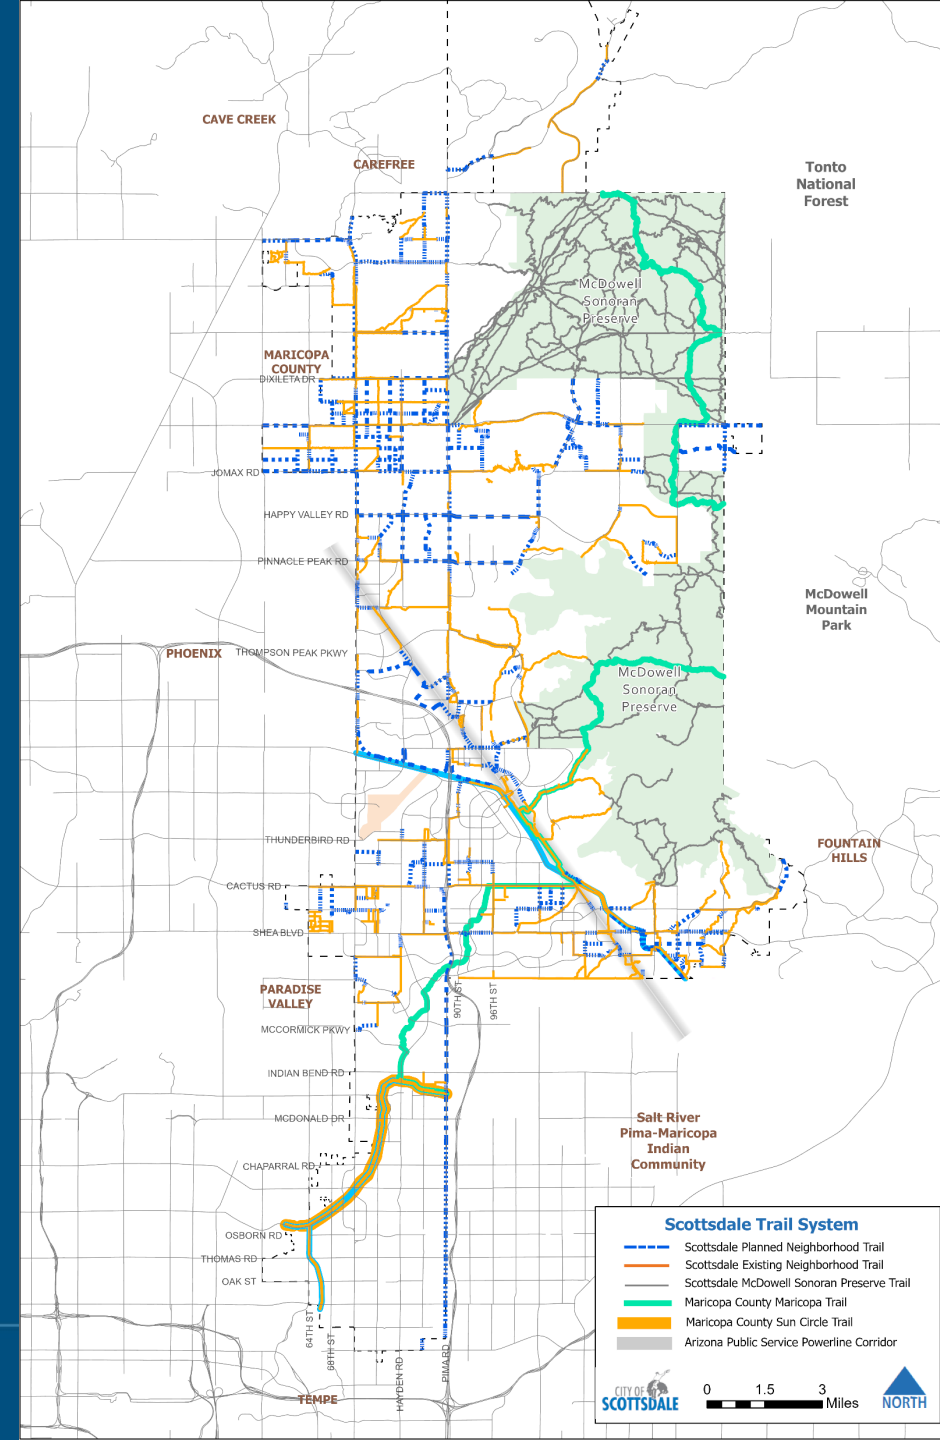 CAVE CREEK
CAREFREE
Tonto
National
Forest
McDowell
Sonoran
Preserve
MARICOPA
COUNTY
DIXILETA DR
JOMAX RD
HAPPY VALLEY RD
PINNACLE PEAK RD
McDowell
Mountain
Park
PHOENIX
THOMPSON PEAK PKWY
McDowell
Sonoran
Preserve
THUNDERBIRD RD
FOUNTAIN
HILLS
CACTUS RD
SHEA BLVD
PARADISE
VALLEY
90TH ST
96TH ST
MCCORMICK PKWY
INDIAN BEND RD
MCDONALD DR
Salt River
Pima-Maricopa
Indian
Community
CHAPARRAL RD
OSBORN RD
THOMAS RD
OAK ST
64TH ST
68TH ST
HAYDEN RD
PIMA RD
TEMPE
Scottsdale Trail System
Scottsdale Planned Neighborhood Trail
Scottsdale Existing Neighborhood Trail
Scottsdale McDowell Sonoran Preserve Trail
Maricopa County Maricopa Trail
Maricopa County Sun Circle Trail
Arizona Public Service Powerline Corridor
CITY OF
SCOTTSDALE
0 1.5 3
Miles
NORTH